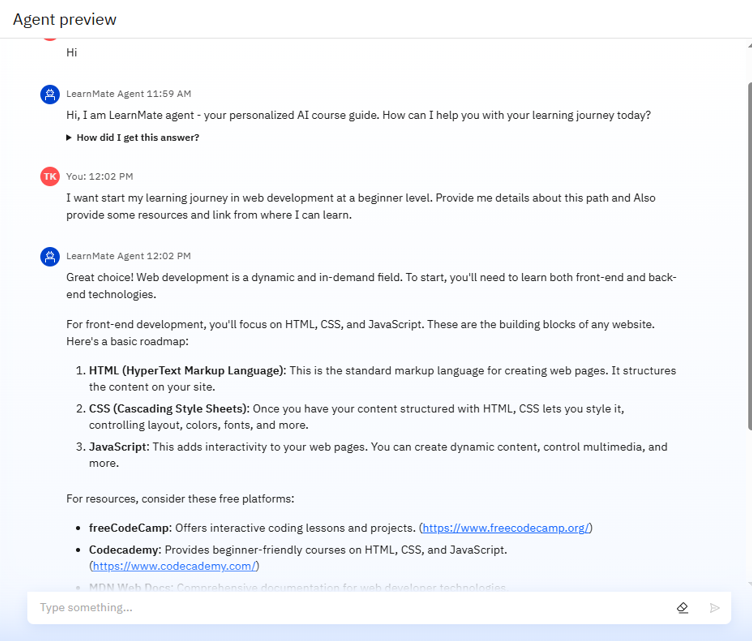 Agent preview
Hi
LearnMate Agent 11:59 AM
Hi, I am LearnMate agent - your personalized AI course guide. How can I help you with your learning journey today?
How did I get this answer?
TK
You: 12:02 PM
I want start my learning journey in web development at a beginner level. Provide me details about this path and Also
provide some resources and link from where I can learn.
LearnMate Agent 12:02 PM
Great choice! Web development is a dynamic and in-demand field. To start, you'll need to learn both front-end and back-
end technologies.
For front-end development, you'll focus on HTML, CSS, and JavaScript. These are the building blocks of any website.
Here's a basic roadmap:
1. HTML (HyperText Markup Language): This is the standard markup language for creating web pages. It structures
the content on your site.
2. CSS (Cascading Style Sheets): Once you have your content structured with HTML, CSS lets you style it,
controlling layout, colors, fonts, and more.
3. JavaScript: This adds interactivity to your web pages. You can create dynamic content, control multimedia, and
more.
For resources, consider these free platforms:
• freeCodeCamp: Offers interactive coding lessons and projects. (https://www.freecodecamp.org/)
• Codecademy: Provides beginner-friendly courses on HTML, CSS, and JavaScript.
(https://www.codecademy.com/)
• MDN Web Docs: Comprehensive documentation for web developer technologies.
Type something...